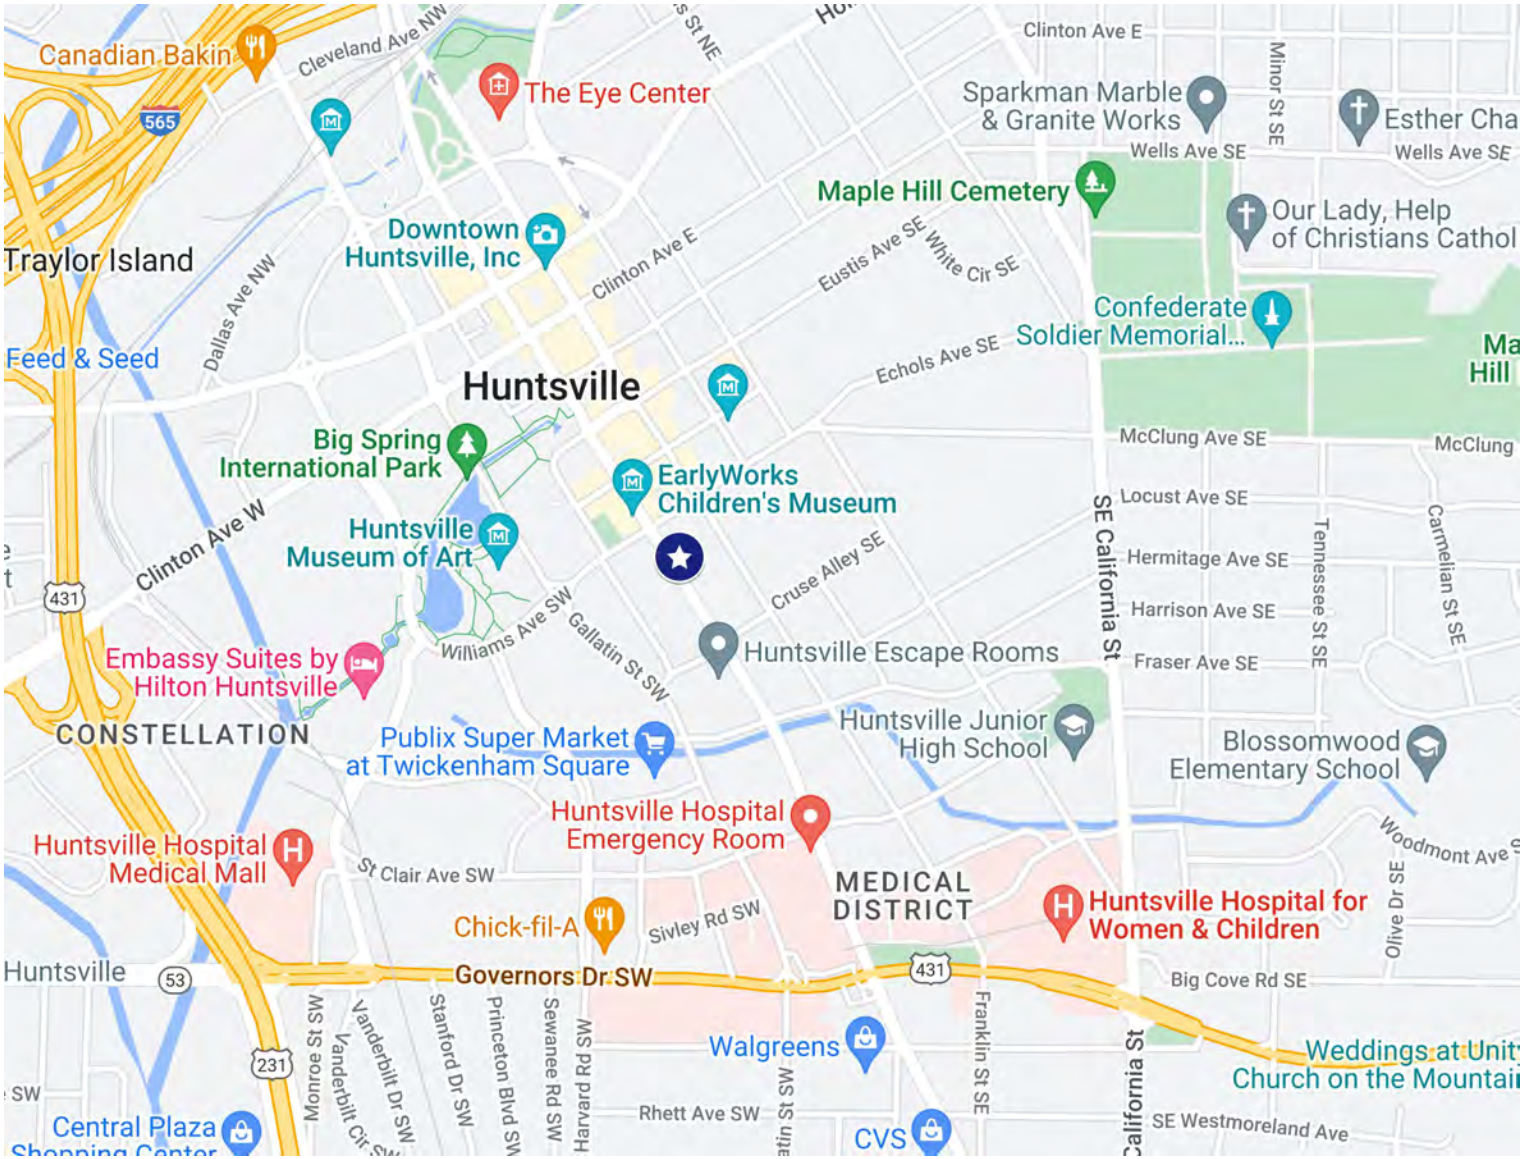 Canadian Bakin
Cleveland Ave NW
s St NE
Clinton Ave E
Minor St SE
The Eye Center
565
Sparkman Marble
& Granite Works
Esther Cha
Wells Ave SE
Wells Ave SE
Maple Hill Cemetery
Our Lady, Help
of Christians Cathol
Downtown
Huntsville, Inc
Traylor Island
Clinton Ave E
Eustis Ave SE
White Cir SE
Dallas Ave NW
Confederate
Soldier Memorial...
Feed & Seed
Echols Ave SE
Ma
Hill
Huntsville
Big Spring
International Park
McClung Ave SE
McClung
EarlyWorks
Children's Museum
Locust Ave SE
Clinton Ave W
Huntsville
Museum of Art
SE California St
Tennessee St SE
Carmelian St SE
Cruse Alley SE
Hermitage Ave SE
e
t
431
Harrison Ave SE
Williams Ave SW
Gallatin St SW
Huntsville Escape Rooms
Fraser Ave SE
Embassy Suites by
Hilton Huntsville
CONSTELLATION
Publix Super Market
at Twickenham Square
Huntsville Junior
High School
Blossomwood
Elementary School
Huntsville Hospital
Emergency Room
Huntsville Hospital
Medical Mall
St Clair Ave SW
Woodmont Ave S
MEDICAL
DISTRICT
Huntsville Hospital for
Women & Children
Olive Dr SE
Chick-fil-A
Sivley Rd SW
Huntsville
53
Governors Dr SW
431
Big Cove Rd SE
Monroe St SW
Vanderbilt Dr SW
Vanderbilt Cir SW
Stanford Dr SW
Princeton Blvd SW
Sewanee Rd SW
Harvard Rd SW
Franklin St SE
California St
Walgreens
231
Weddings at Unity
Church on the Mountain
SW
Rhett Ave SW
atin St SW
SE Westmoreland Ave
CVS
Central Plaza
Shopping Center